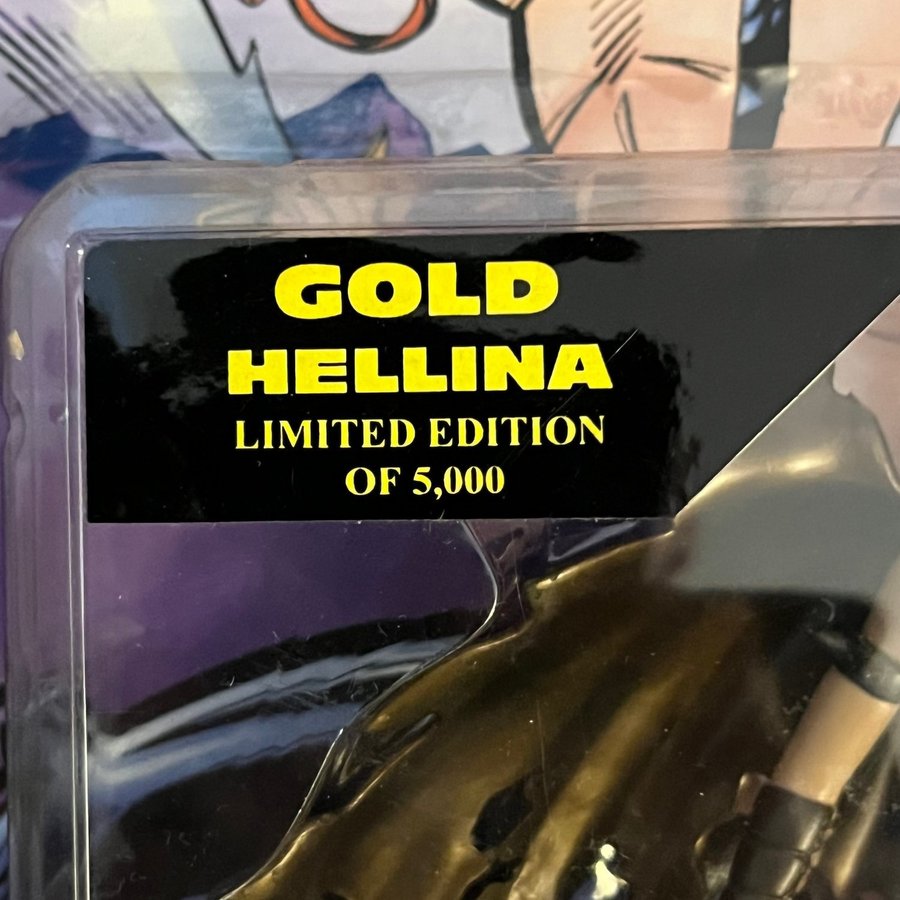 GOLD
HELLINA
LIMITED EDITION
OF 5,000